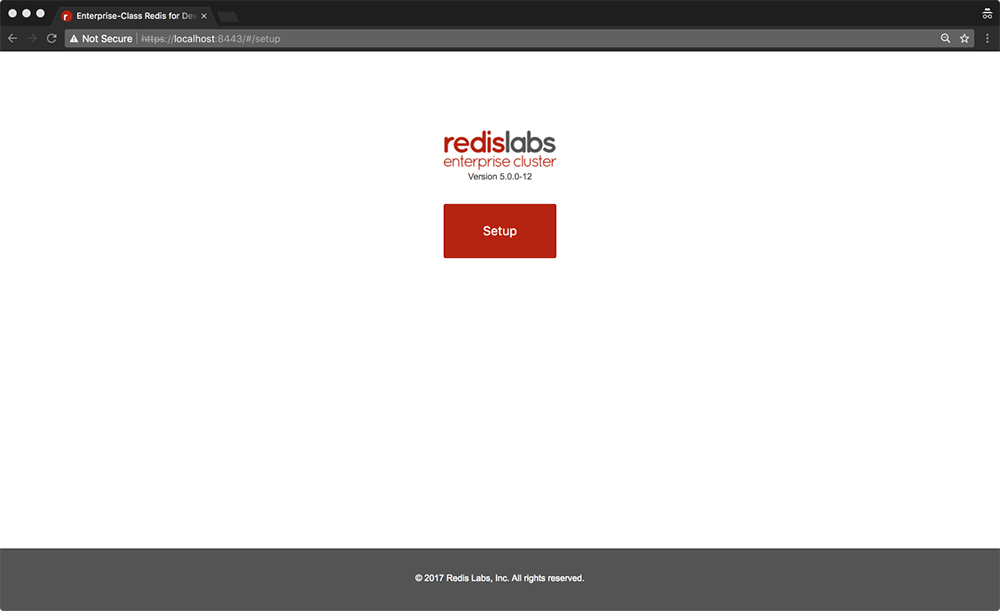 Enterprise-Class Redis for Dev
Not Secure https://localhost:8443/#/setup
redislabs
enterprise cluster
Version 5.0.0-12
Setup
© 2017 Redis Labs, Inc. All rights reserved.